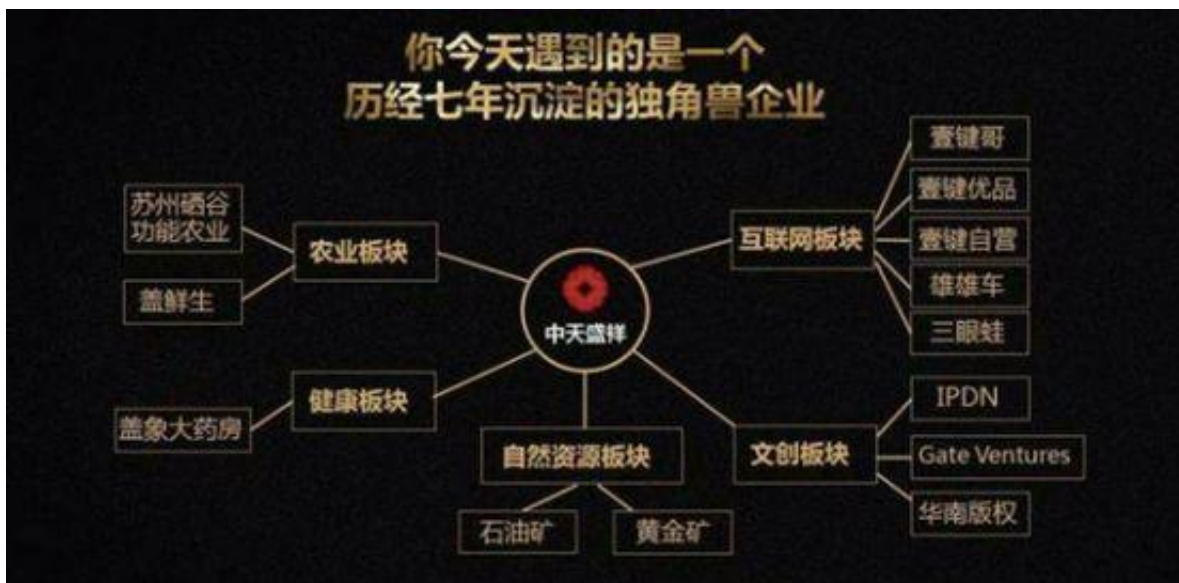 你今天遇到的是一个
历经七年沉淀的独角兽企业
苏州硒谷
功能农业
盖鲜生
农业板块
盖象大药房
健康板块
中天盛祥
自然资源板块
石油矿
黄金矿
互联网板块
壹键哥
壹键优品
壹键自营
雄雄车
三眼蛙
文创板块
IPDN
Gate Ventures
华南版权